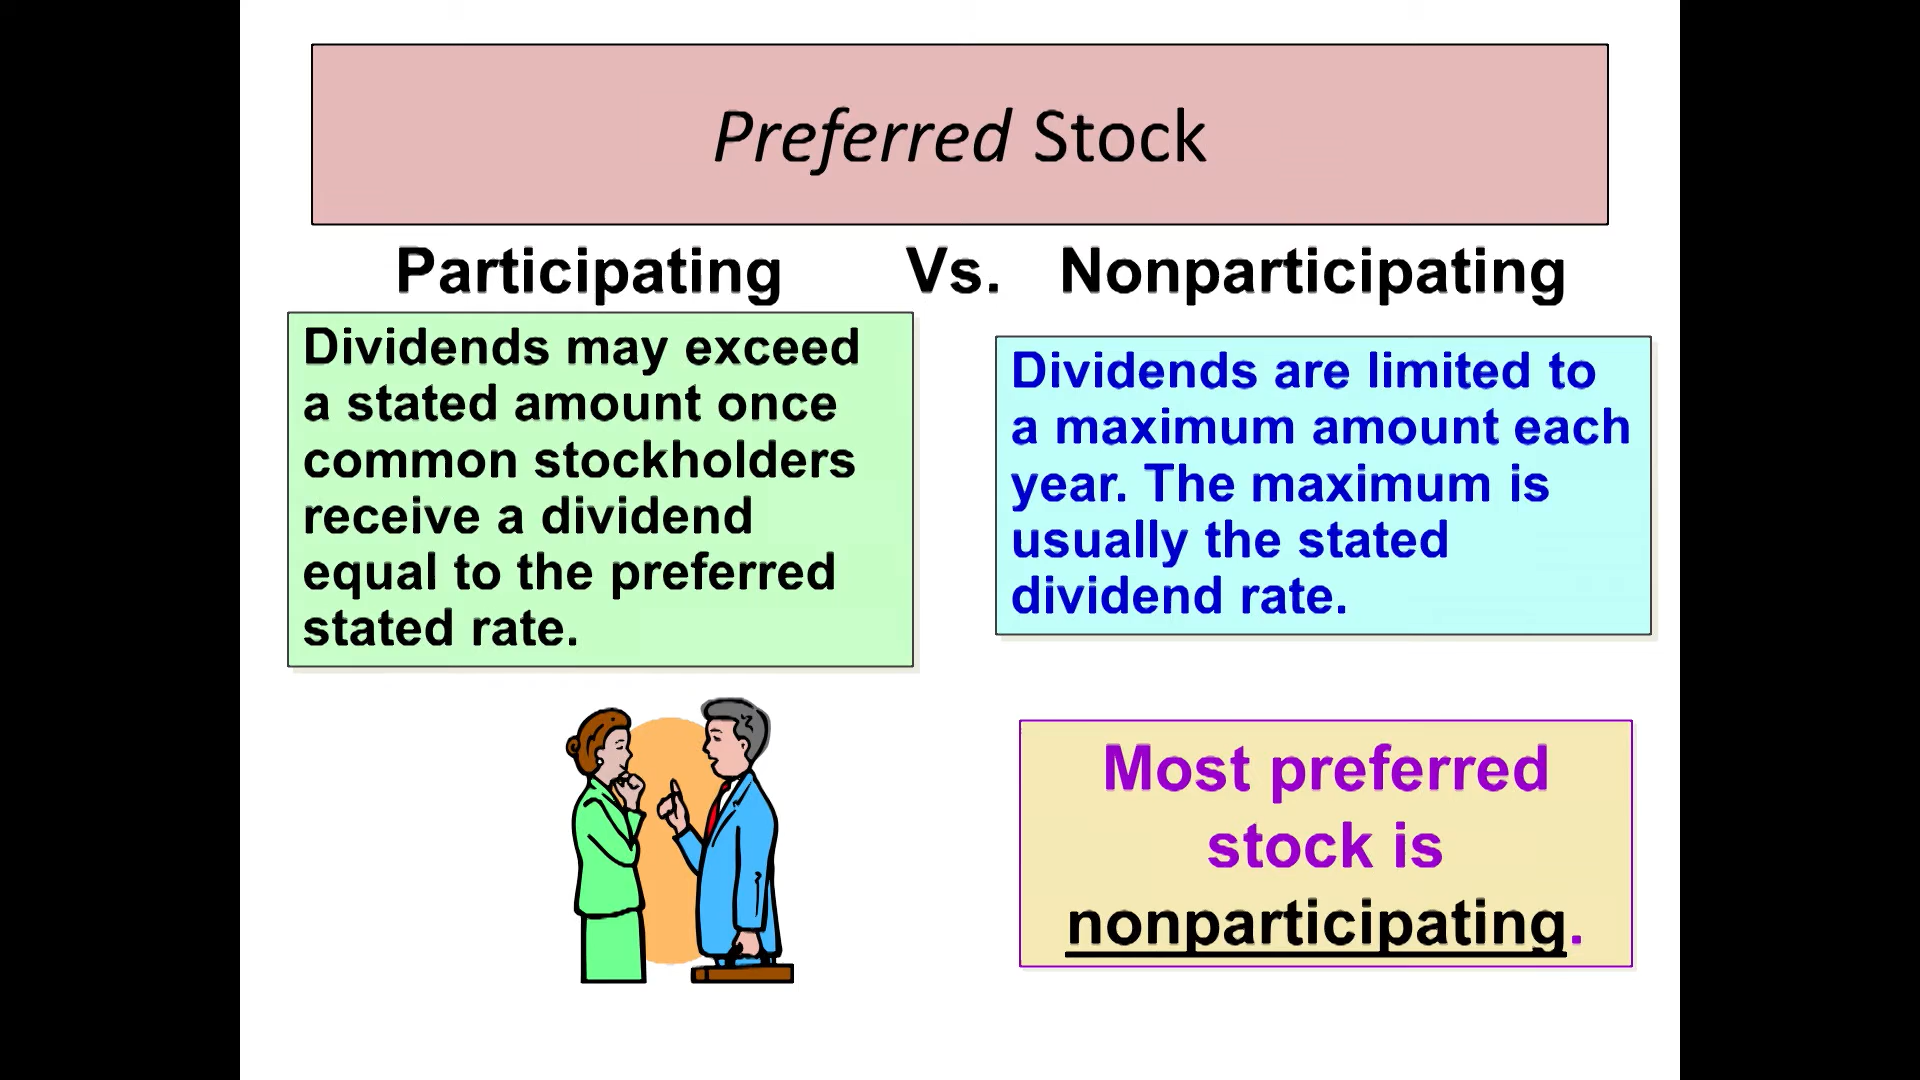 Preferred Stock
Participating Vs. Nonparticipating
Dividends may exceed
a stated amount once
common stockholders
receive a dividend
equal to the preferred
stated rate.
Dividends are limited to
a maximum amount each
year. The maximum is
usually the stated
dividend rate.
Most preferred
stock is
nonparticipating.